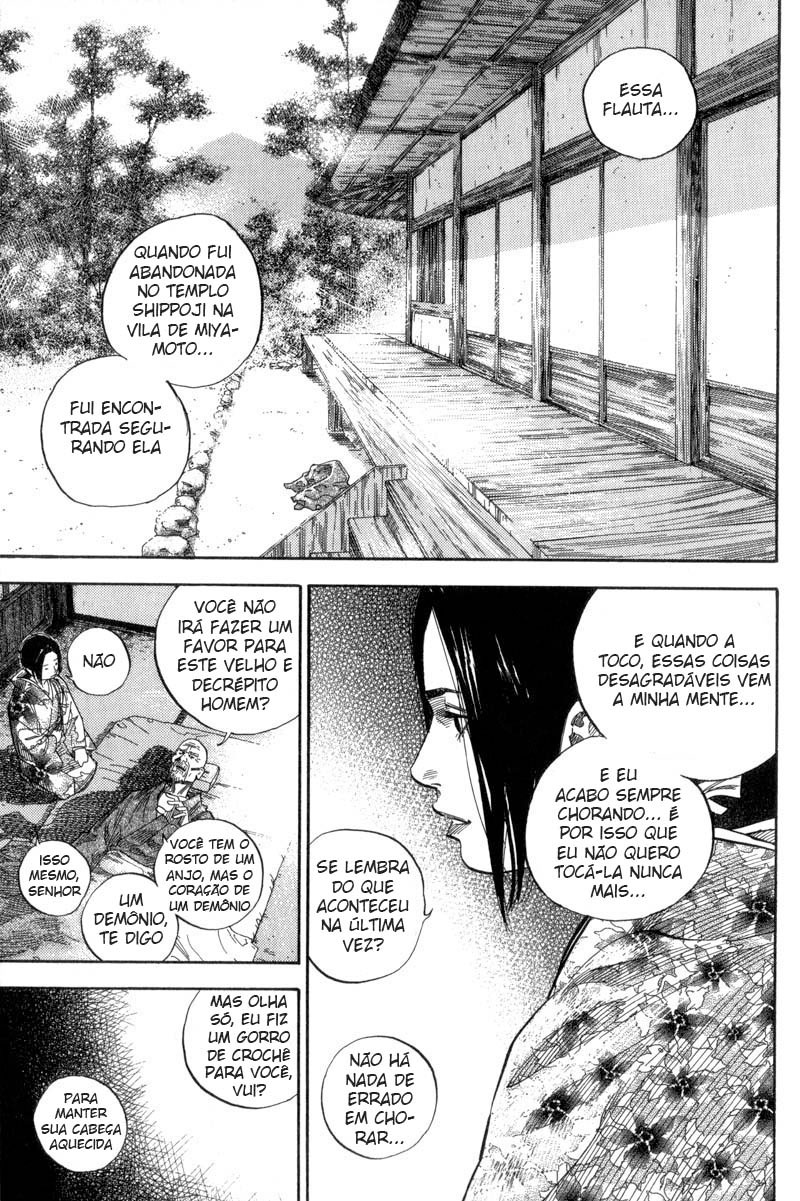 ESSA
FLAUTA...
QUANDO FUI
ABANDONADA
NO TEMPLO
SHIPPOJI NA
VILA DE MIYA-
MOTO...
FUI ENCON-
TRADA SEGU-
RANDO ELA
E QUANDO A
TOCO, ESSAS COISAS
DESAGRADÁVEIS VEM
A MINHA MENTE...
E EU
ACABO SEMPRE
CHORANDO... É
POR ISSO QUE
EU NÃO QUERO
TOCÁ-LA NUNCA
MAIS...
SE LEMBRA
DO QUE
ACONTECEU
NA ÚLTIMA
VEZ?
NÃO HÁ
NADA DE
ERRADO
EM CHO-
RAR...
VOCÊ NÃO
IRÁ FAZER UM
FAVOR PARA
ESTE VELHO E
DECRÉPITO
HOMEM?
NÃO
VOCÊ TEM O
ROSTO DE UM
ANJO, MAS O
CORAÇÃO DE
UM DEMÔNIO
UM
DEMÔNIO,
TE DIGO
ISSO
MESMO,
SENHOR
MAS OLHA
SÓ, EU FIZ
UM GORRO
DE CROCHÊ
PARA VOCÊ,
VUI?
PARA
MANTER
SUA CABEÇA
AQUECIDA